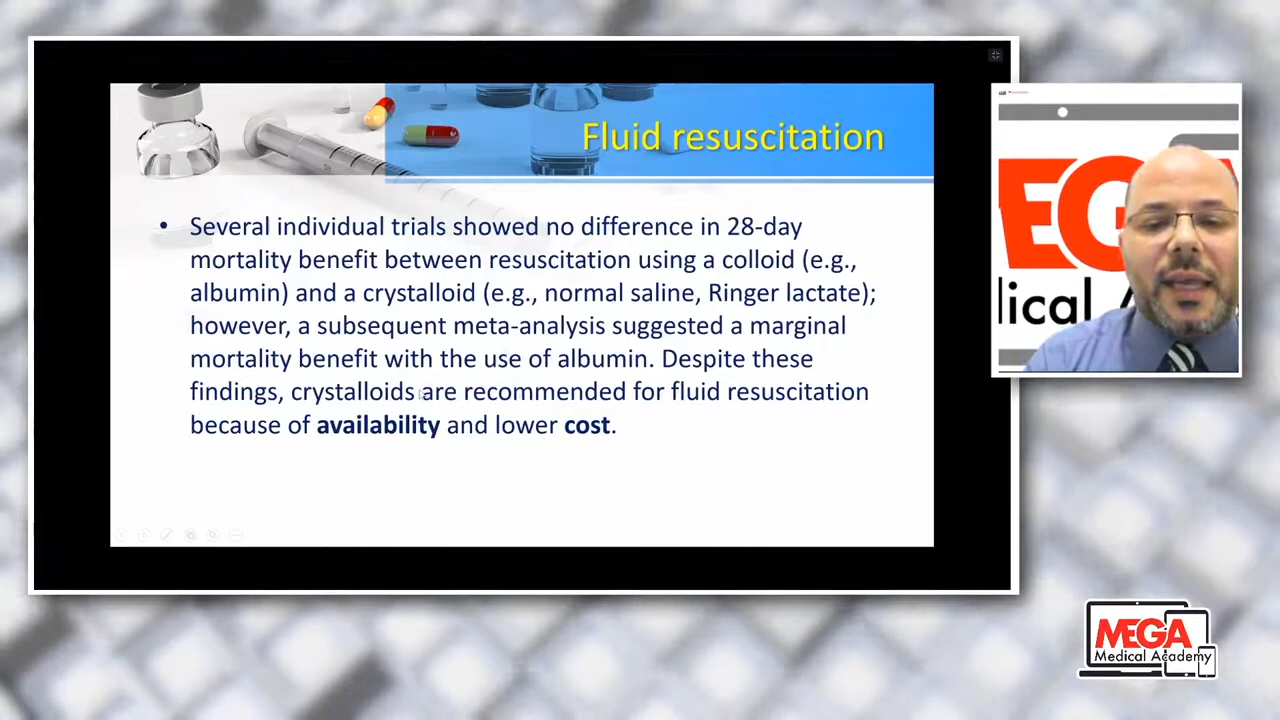 Fluid resuscitation
• Several individual trials showed no difference in 28-day
mortality benefit between resuscitation using a colloid (e.g.,
albumin) and a crystalloid (e.g., normal saline, Ringer lactate);
however, a subsequent meta-analysis suggested a marginal
mortality benefit with the use of albumin. Despite these
findings, crystalloids are recommended for fluid resuscitation
because of availability and lower cost.
EG
lical A
MEGA
Medical Academy